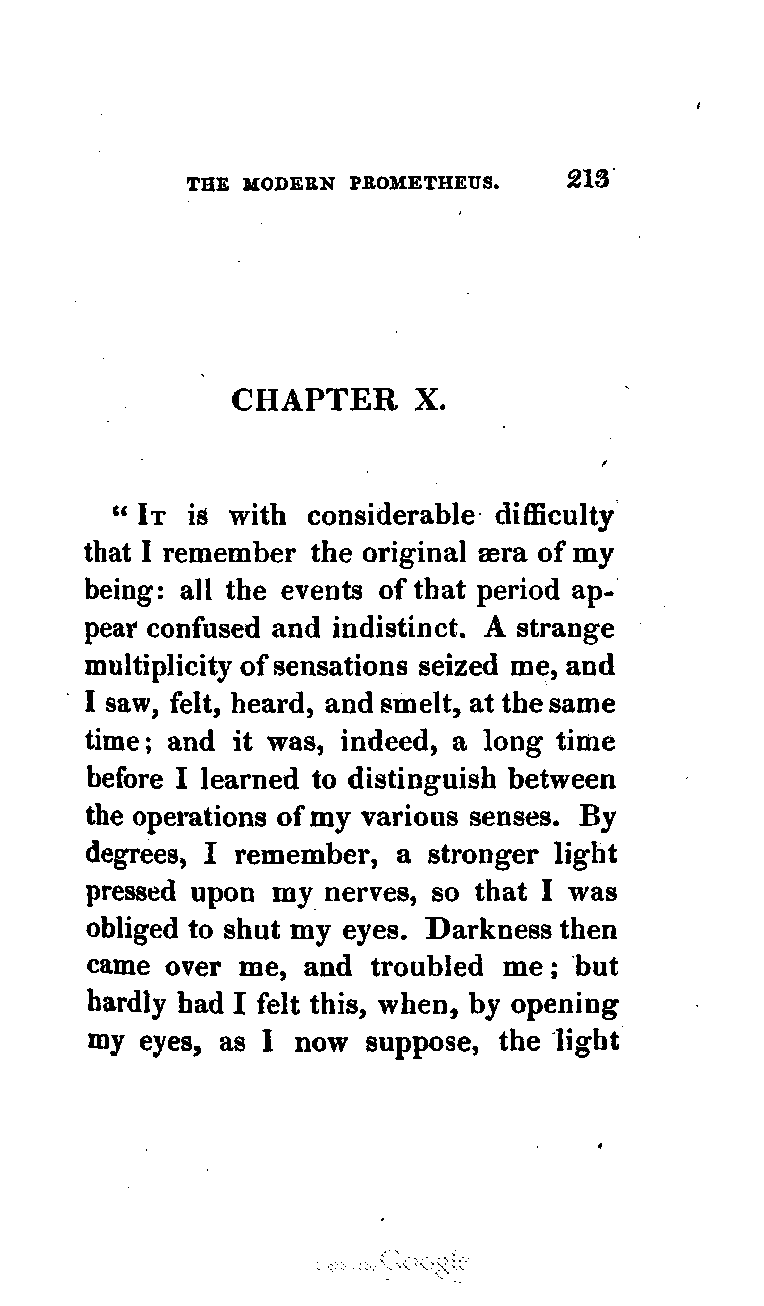 THE MODERN PROMETHEUS. 213
CHAPTER X.
“ IT is with considerable difficulty
that I remember the original æra of my
being: all the events of that period ap-
pear confused and indistinct. A strange
multiplicity of sensations seized me, and
I saw, felt, heard, and smelt, at the same
time; and it was, indeed, a long time
before I learned to distinguish between
the operations of my various senses. By
degrees, I remember, a stronger light
pressed upon my nerves, so that I was
obliged to shut my eyes. Darkness then
came over me, and troubled me; but
hardly had I felt this, when, by opening
my eyes, as I now suppose, the light
Google